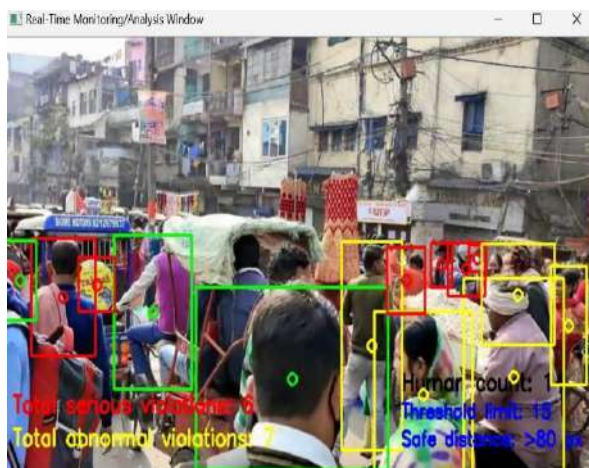 Real-Time Monitoring/Analysis Window
Total serious violations: 6
Total abnormal violations: 7
Human count: 1
Threshold limit: 15
Safe distance: >80 px